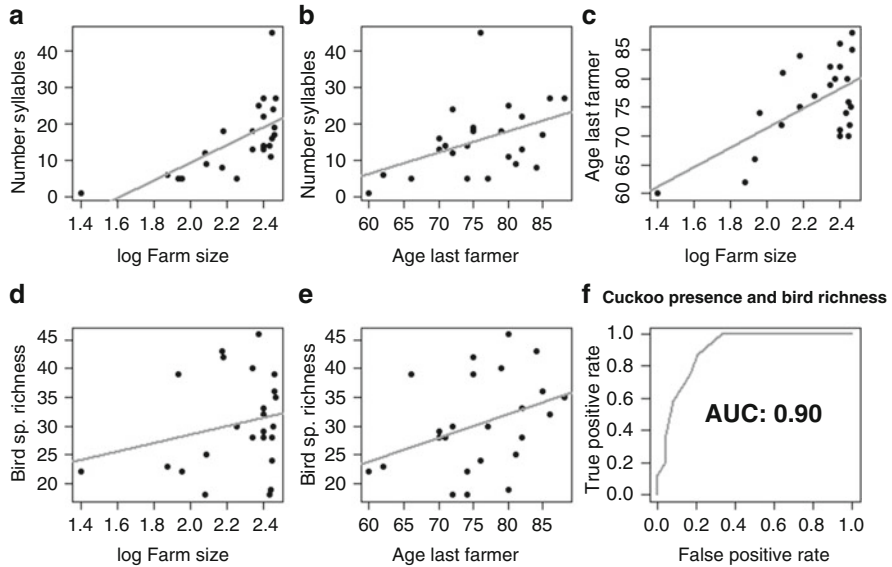 a
Number syllables
40
30
20
10
0
1.4 1.6 1.8 2.0 2.2 2.4
log Farm size
b
Number syllables
40
30
20
10
0
60 65 70 75 80 85
Age last farmer
c
Age last farmer
85
80
75
70
65
60
1.4 1.6 1.8 2.0 2.2 2.4
log Farm size
d
Bird sp. richness
45
40
35
30
25
20
1.4 1.6 1.8 2.0 2.2 2.4
log Farm size
e
Bird sp. richness
45
40
35
30
25
20
60 65 70 75 80 85
Age last farmer
f Cuckoo presence and bird richness
True positive rate
1.0
0.8
0.6
0.4
0.2
0.0
AUC: 0.90
0.0 0.2 0.4 0.6 0.8 1.0
False positive rate